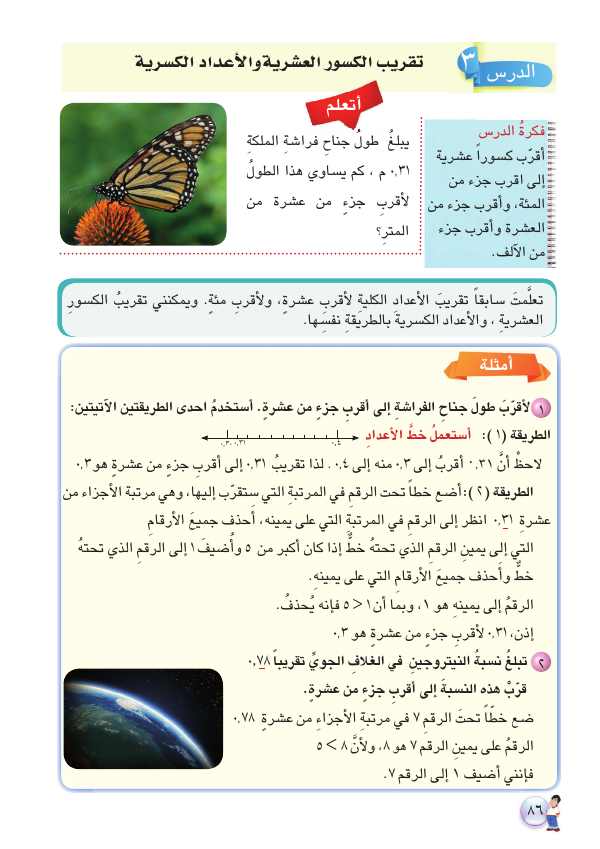 الدرس ٣
تقريب الكسور العشرية والأعداد الكسرية
فكرةُ الدرس
أقرّب كسوراً عشرية
إلى اقرب جزء من
المئة، وأقرب جزء من
العشرة وأقرب جزء
من الآلف.
أتعلم
يبلغُ طولُ جناحِ فراشةِ الملكةِ
٠٫٣١ م ، كم يساوي هذا الطولُ
لأقربِ جزءٍ من عشرة من
المترِ؟
تعلَّمتَ سابقاً تقريبَ الأعداد الكلية لأقربِ عشرةٍ، ولأقربِ مئةٍ. ويمكنني تقريبُ الكسورِ
العشريةِ ، والأعداد الكسريةَ بالطريقةِ نفسِها.
أمثلة
١ لأقرّبَ طولَ جناحِ الفراشة إلى أقربِ جزءٍ من عشرةٍ. أستخدمُ احدى الطريقتين الآتيتين:
الطريقة (١): أستعملُ خطَّ الأعدادِ
٠٫٣ ٠٫٣١ ٠٫٤
لاحظْ أنَّ ٠٫٣١ أقربُ إلى ٠٫٣ منه إلى ٠٫٤. لذا تقريبُ ٠٫٣١ إلى أقربِ جزءٍ من عشرةٍ هو ٠٫٣
الطريقة (٢): أضع خطاً تحت الرقمِ في المرتبةِ التي ستقرّب إليها، وهي مرتبة الأجزاء من
عشرةِ ٠٫٣١ انظر إلى الرقمِ في المرتبةِ التي على يمينه، أحذف جميعَ الأرقامِ
التي إلى يمينِ الرقمِ الذي تحتهُ خطٌّ إذا كان أكبر من ٥ وأُضيفَ ١ إلى الرقم الذي تحتهُ
خطٌّ وأحذف جميعَ الأرقام التي على يمينهِ.
الرقمُ إلى يمينهِ هو ١، وبما أن ١ < ٥ فإنه يُحذفُ.
إذن، ٠٫٣١ لأقربِ جزءٍ من عشرةٍ هو ٠٫٣
٢ تبلغُ نسبةُ النيتروجينِ في الغلافِ الجويِّ تقريباً ٠٫٧٨
قرّبْ هذه النسبةَ إلى أقربِ جزءٍ من عشرةٍ.
ضع خطّاً تحتَ الرقمِ ٧ في مرتبةِ الأجزاءِ من عشرةٍ ٠٫٧٨
الرقمُ على يمينِ الرقمِ ٧ هو ٨، ولأنَّ ٨ > ٥
فإنني أضيف ١ إلى الرقم ٧.
٨٦